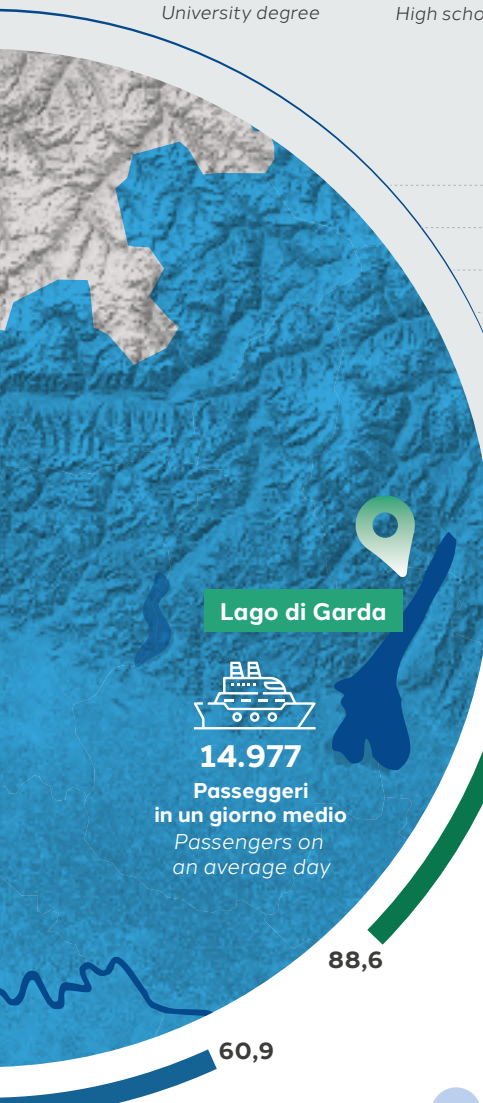 University degree
High scho
Lago di Garda
14.977
Passeggeri
in un giorno medio
Passengers on
an average day
88,6
60,9